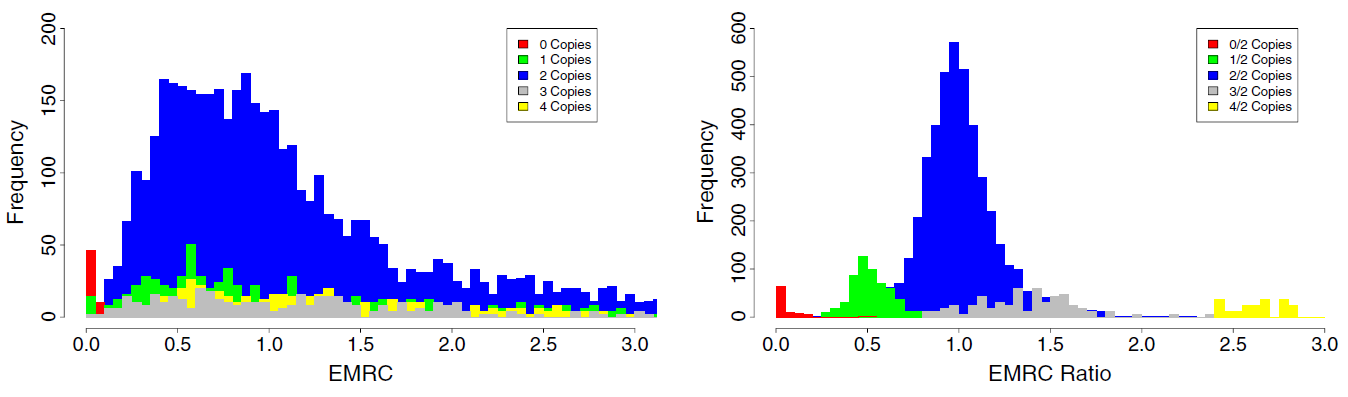 0 Copies
1 Copies
2 Copies
3 Copies
4 Copies
Frequency
0
50
100
150
200
0.0 0.5 1.0 1.5 2.0 2.5 3.0
EMRC
0/2 Copies
1/2 Copies
2/2 Copies
3/2 Copies
4/2 Copies
Frequency
0
100
200
300
400
500
600
0.0 0.5 1.0 1.5 2.0 2.5 3.0
EMRC Ratio